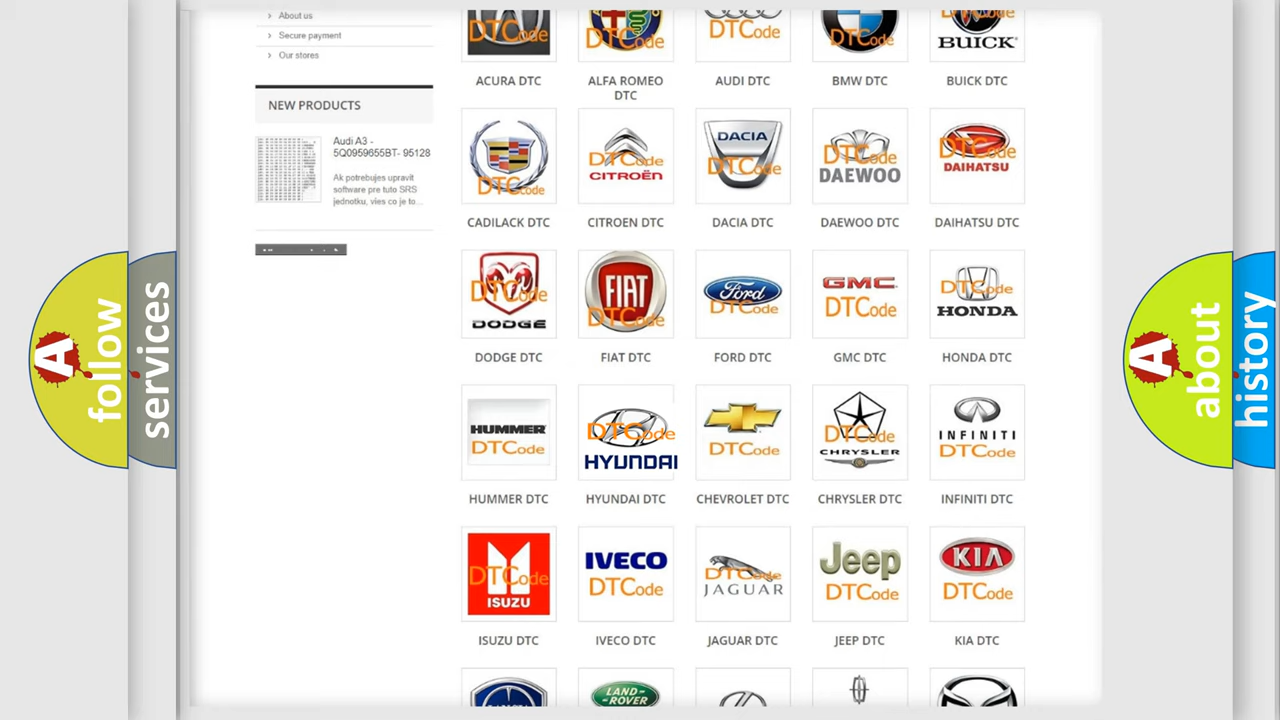 About us
Secure payment
Our stores
NEW PRODUCTS
Audi A3 -
5Q0959655BT- 95128
Ak potrebujes upravit
software pre tuto SRS
jednotku, vies co je to...
DTCode
DTCode
DTCode
DTCode
BUICK
ACURA DTC
ALFA ROMEO
DTC
AUDI DTC
BMW DTC
BUICK DTC
DTCode
DTCode
CITROËN
DACIA
DTCode
DTCode
DAEWOO
DTCode
DAIHATSU
CADILACK DTC
CITROEN DTC
DACIA DTC
DAEWOO DTC
DAIHATSU DTC
DTCode
DODGE
FIAT
DTCode
Ford
DTCode
GMC
DTCode
DTCode
HONDA
DODGE DTC
FIAT DTC
FORD DTC
GMC DTC
HONDA DTC
HUMMER
DTCode
DTCode
HYUNDAI
DTCode
DTCode
CHRYSLER
INFINITI
DTCode
HUMMER DTC
HYUNDAI DTC
CHEVROLET DTC
CHRYSLER DTC
INFINITI DTC
DTCode
ISUZU
IVECO
DTCode
DTCode
JAGUAR
Jeep
DTCode
KIA
DTCode
ISUZU DTC
IVECO DTC
JAGUAR DTC
JEEP DTC
KIA DTC
LAND-
ROVER
A
follow
services
A
about
history